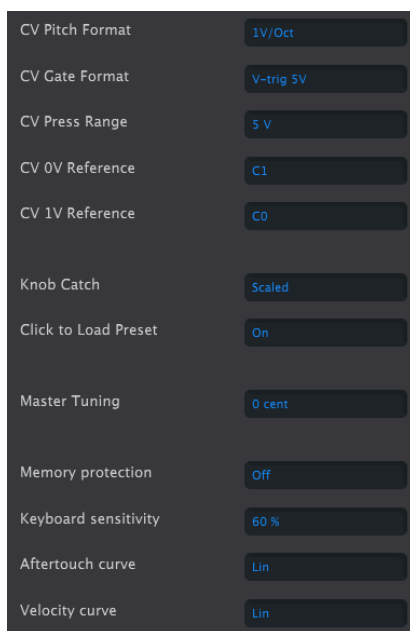 CV Pitch Format 1V/Oct
CV Gate Format V-trig 5V
CV Press Range 5 V
CV 0V Reference C1
CV 1V Reference C0
Knob Catch Scaled
Click to Load Preset On
Master Tuning 0 cent
Memory protection Off
Keyboard sensitivity 60 %
Aftertouch curve Lin
Velocity curve Lin